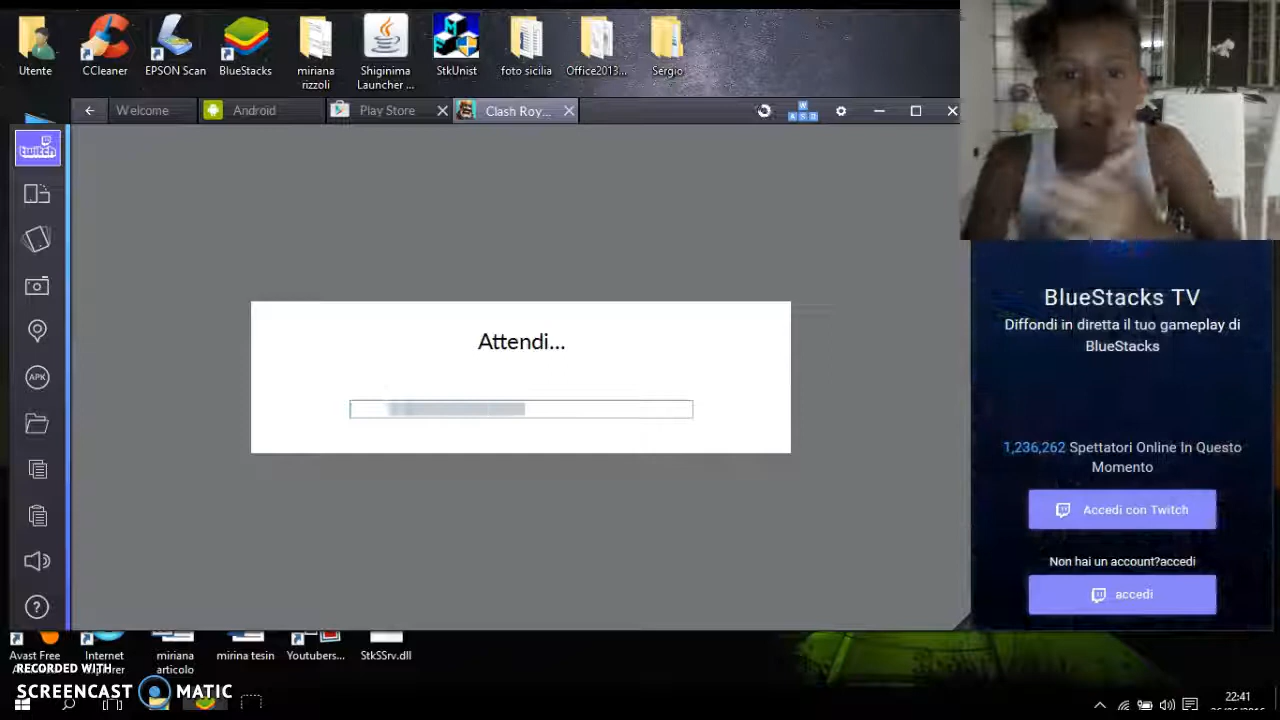 Utente
CCleaner
EPSON Scan
BlueStacks
miriana
rizzoli
Shiginima
Launcher ...
StkUnist
foto sicilia
Office2013...
Sergio
Welcome
Android
Play Store
Clash Roy...
W
A S D
twitch
APK
Attendi...
BlueStacks TV
Diffondi in diretta il tuo gameplay di
BlueStacks
1,236,262 Spettatori Online In Questo
Momento
Accedi con Twitch
Non hai un account?accedi
accedi
Avast Free
Internet
Explorer
miriana
articolo
mirina tesin
Youtubers...
StkSSrv.dll
RECORDED WITH
SCREENCAST MATIC
22:41